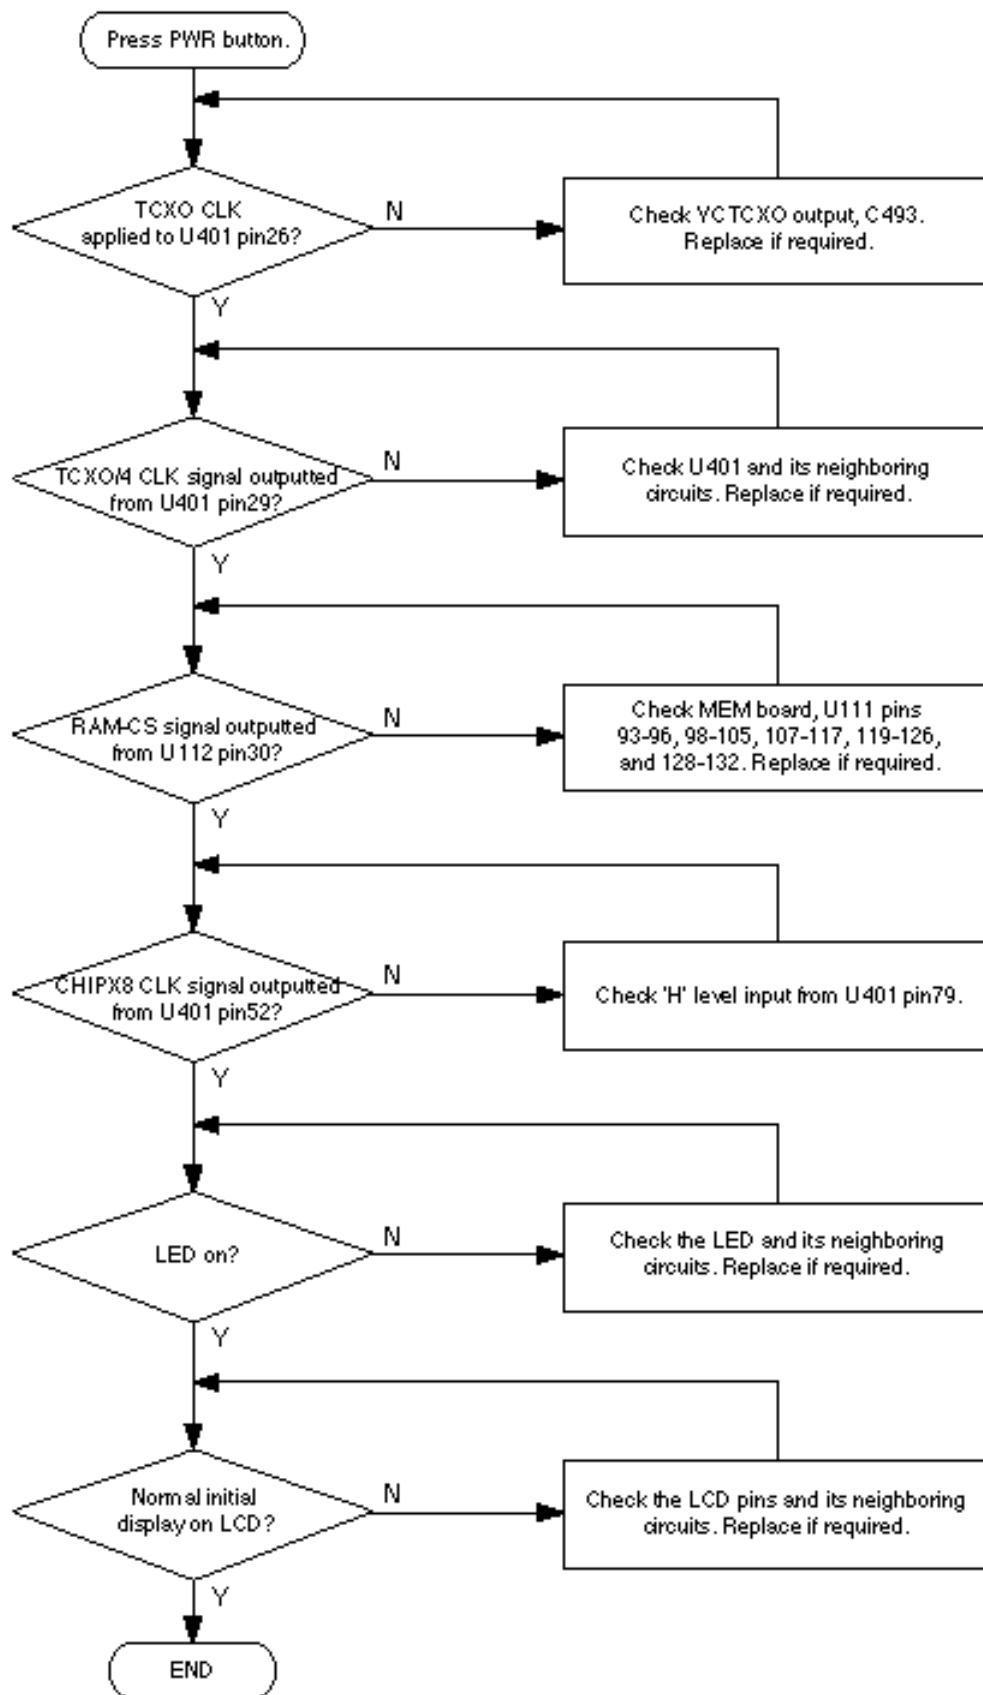 Press PWR button.
TCXO CLK
applied to U401 pin26?
N
Check VCTCXO output, C493.
Replace if required.
Y
TCXO/4 CLK signal outputted
from U401 pin29?
N
Check U401 and its neighboring
circuits. Replace if required.
Y
RAM-CS signal outputted
from U112 pin30?
N
Check MEM board, U111 pins
93-96, 98-105, 107-117, 119-126,
and 128-132. Replace if required.
Y
CHIPX8 CLK signal outputted
from U401 pin52?
N
Check 'H' level input from U401 pin79.
Y
LED on?
N
Check the LED and its neighboring
circuits. Replace if required.
Y
Normal initial
display on LCD?
N
Check the LCD pins and its neighboring
circuits. Replace if required.
Y
END